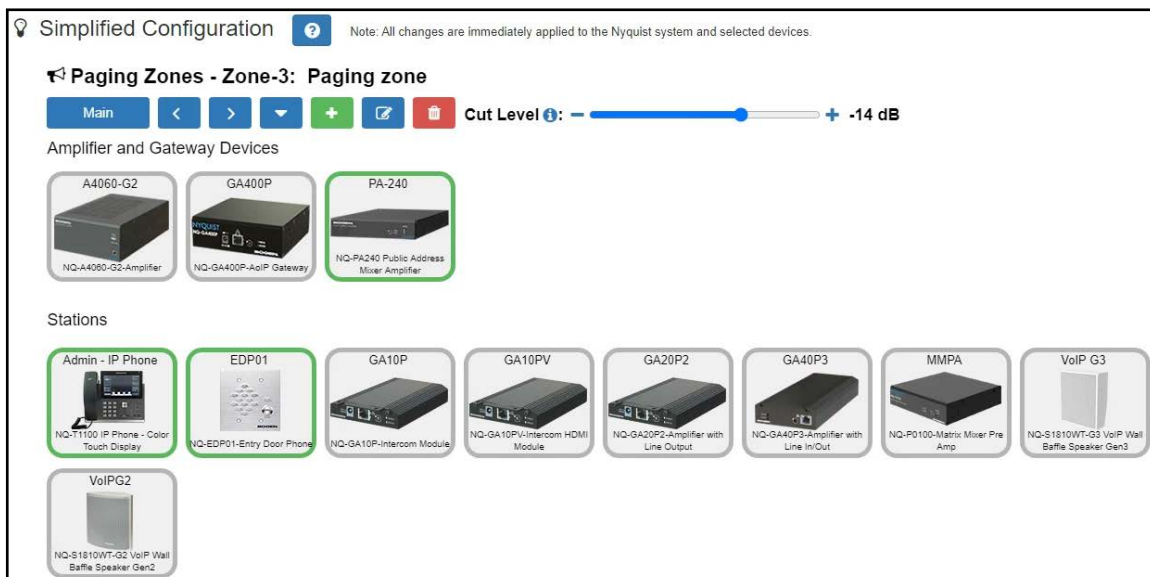 Simplified Configuration ? Note: All changes are immediately applied to the Nyquist system and selected devices.
Paging Zones - Zone-3: Paging zone
Main < > + Cut Level : - + -14 dB
Amplifier and Gateway Devices
A4060-G2
NQ-A4060-G2-Amplifier
GA400P
NYQUIST
NQ-GA400P
NQ-GA400P-AoIP Gateway
PA-240
NQ-PA240 Public Address
Mixer Amplifier
Stations
Admin - IP Phone
NQ-T1100 IP Phone - Color
Touch Display
EDP01
NQ-EDP01-Entry Door Phone
GA10P
NQ-GA10P-Intercom Module
GA10PV
NQ-GA10PV-Intercom HDMI
Module
GA20P2
NQ-GA20P2-Amplifier with
Line Output
GA40P3
NQ-GA40P3-Amplifier with
Line In/Out
MMPA
NQ-P0100-Matrix Mixer Pre
Amp
VoIP G3
NQ-S1810WT-G3 VoIP Wall
Baffle Speaker Gen3
VoIPG2
NQ-S1810WT-G2 VoIP Wall
Baffle Speaker Gen2